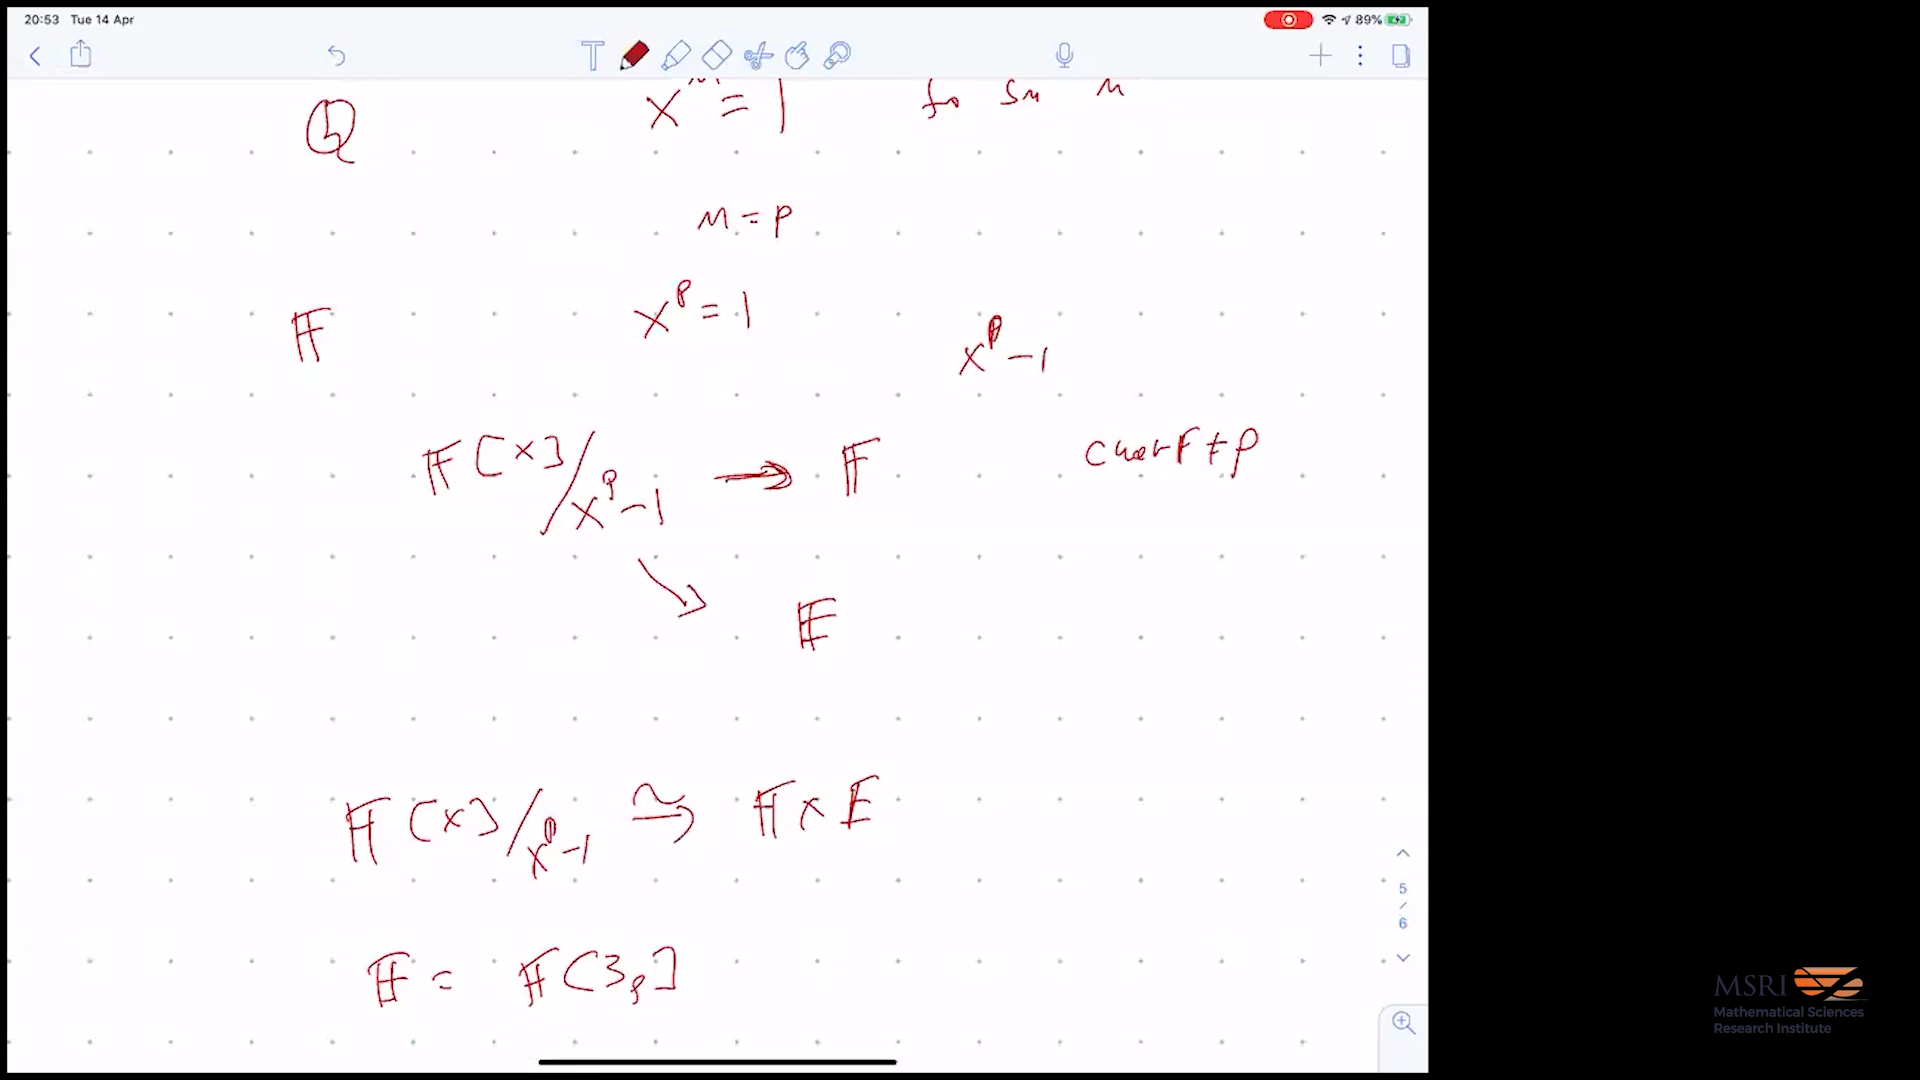 20:53 Tue 14 Apr 89%
Q x^m = 1 for m
m = p
F x^p = 1 x^p - 1
F[x]/x^p - 1 → F char F ≠ p
↘ E
F[x]/x^p - 1 ≃→ F × E
5
/
6
E = F[ζ_p]
MSRI
Mathematical Sciences
Research Institute